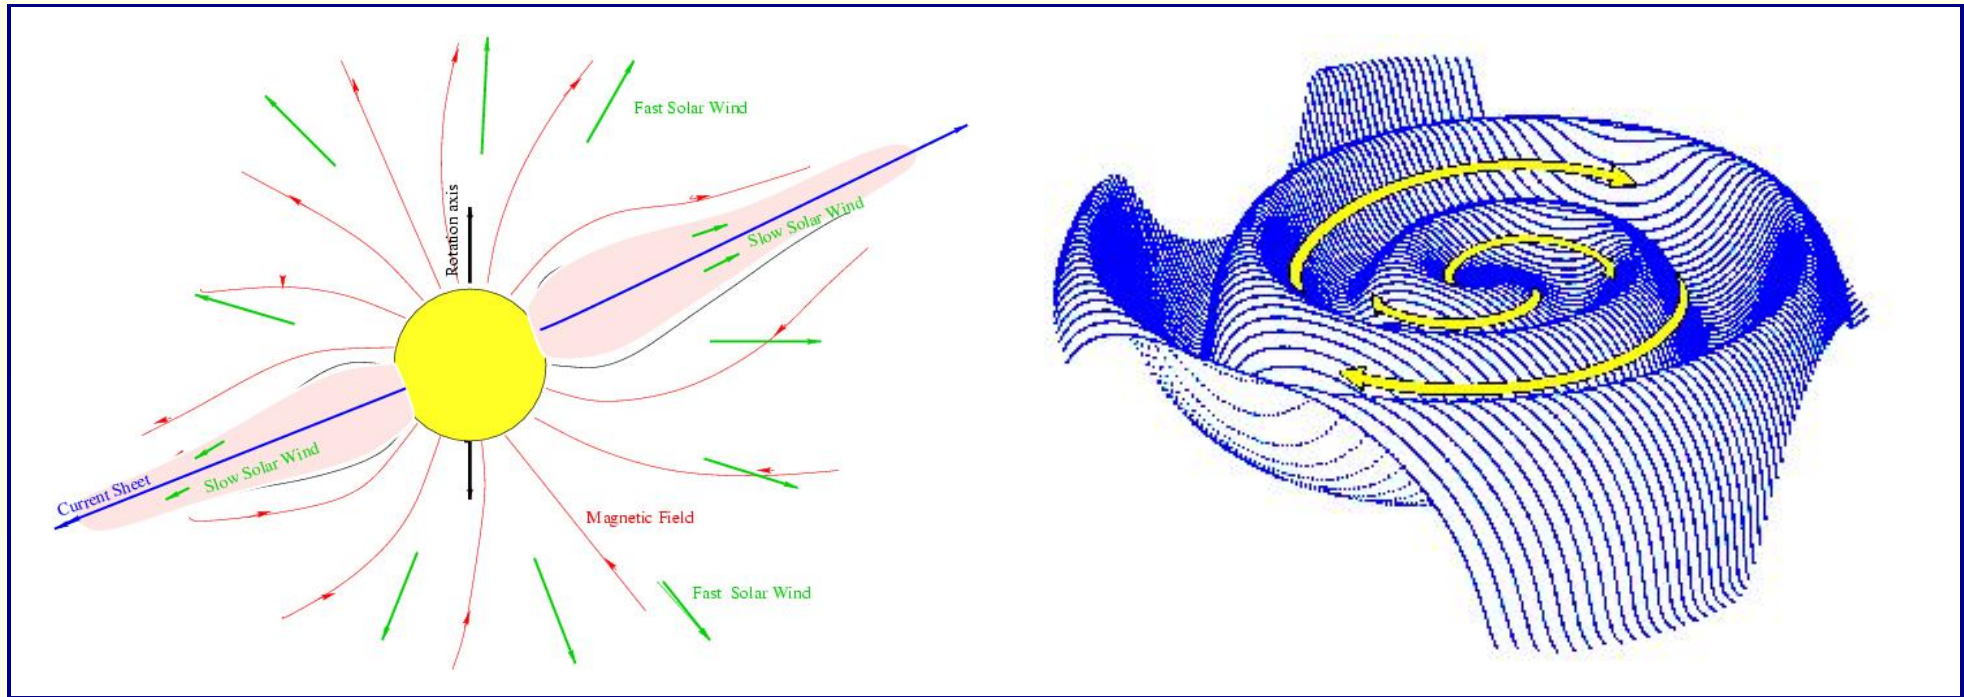 Fast Solar Wind
Rotation axis
Slow Solar Wind
Slow Solar Wind
Current Sheet
Magnetic Field
Fast Solar Wind